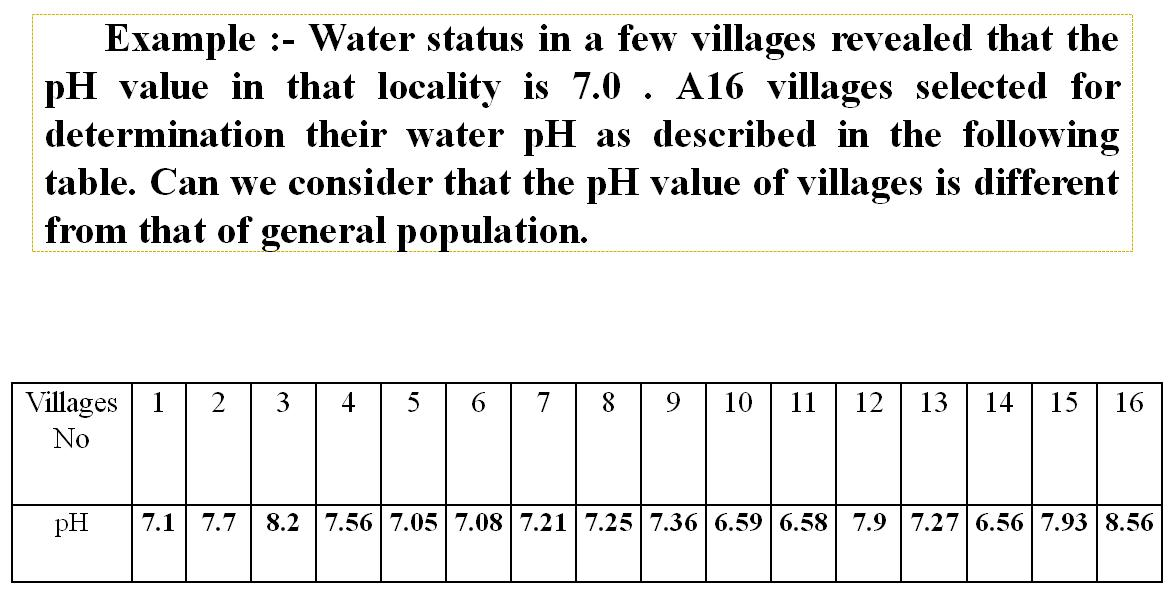 Example :- Water status in a few villages revealed that the
pH value in that locality is 7.0 . A16 villages selected for
determination their water pH as described in the following
table. Can we consider that the pH value of villages is different
from that of general population.
Villages No 1 2 3 4 5 6 7 8 9 10 11 12 13 14 15 16
pH 7.1 7.7 8.2 7.56 7.05 7.08 7.21 7.25 7.36 6.59 6.58 7.9 7.27 6.56 7.93 8.56